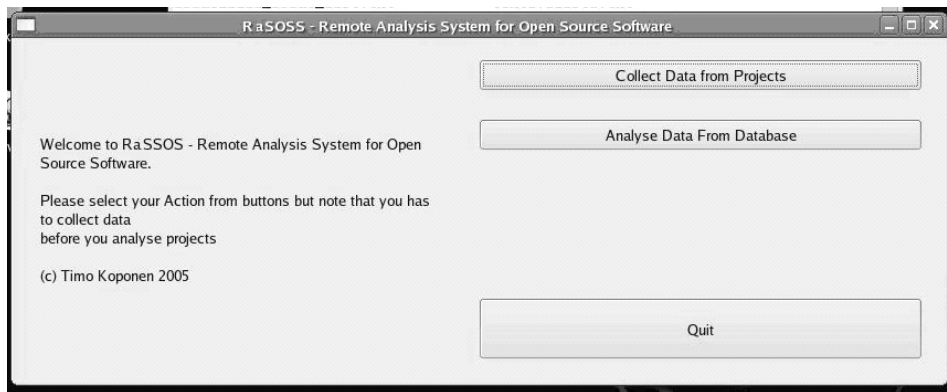 RaSOSS - Remote Analysis System for Open Source Software
Collect Data from Projects
Analyse Data From Database
Welcome to RaSSOS - Remote Analysis System for Open
Source Software.
Please select your Action from buttons but note that you has
to collect data
before you analyse projects
(c) Timo Koponen 2005
Quit